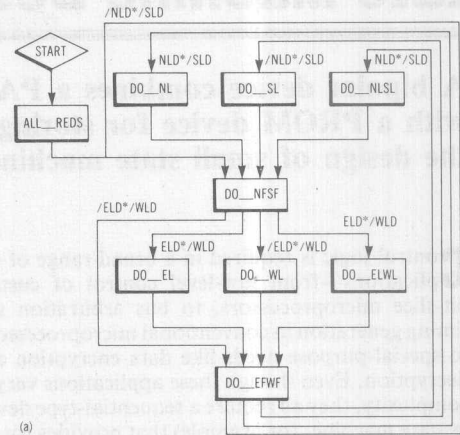 /NLD*/SLD
START
NLD*/SLD
/NLD*/SLD
NLD*/SLD
DO__NL
DO__SL
DO__NLSL
ALL__REDS
DO__NFSF
/ELD*/WLD
ELD*/WLD
/ELD*/WLD
ELD*/WLD
DO__EL
DO__WL
DO__ELWL
DO__EFWF
(a)